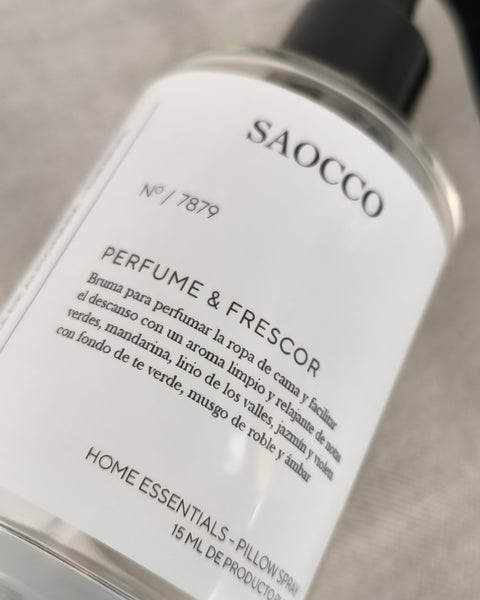 SAOCCO
Nº / 7879
PERFUME & FRESCOR
Bruma para perfumar la ropa de cama y facilitar
el descanso con un aroma limpio y relajante de notas
verdes, mandarina, lirio de los valles, jazmín y
con fondo de te verde, musgo de roble y ámbar
HOME ESSENTIALS - PILLOW SPRAY
15 ML DE PRODUCTO